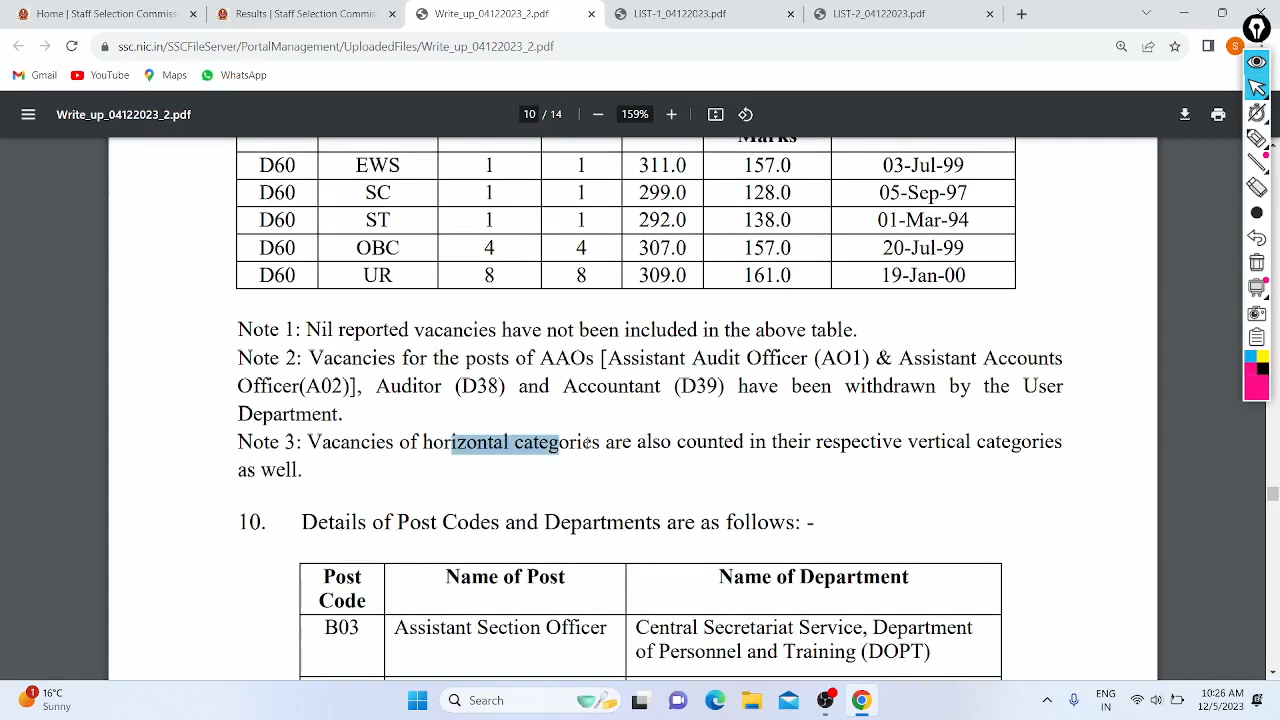 Home | Staff Selection Commissi
Results | Staff Selection Commiss
Write_up_04122023_2.pdf
LIST-1_04122023.pdf
LIST-2_04122023.pdf
ssc.nic.in/SSCFileServer/PortalManagement/UploadedFiles/Write_up_04122023_2.
S
Gmail
YouTube
Maps
WhatsApp
Write_up_04122023_2.pdf
10 / 14
159%
Marks
D60 EWS 1 1 311.0 157.0 03-Jul-99
D60 SC 1 1 299.0 128.0 05-Sep-97
D60 ST 1 1 292.0 138.0 01-Mar-94
D60 OBC 4 4 307.0 157.0 20-Jul-99
D60 UR 8 8 309.0 161.0 19-Jan-00
Note 1: Nil reported vacancies have not been included in the above table.
Note 2: Vacancies for the posts of AAOs [Assistant Audit Officer (AO1) & Assistant Accounts
Officer(A02)], Auditor (D38) and Accountant (D39) have been withdrawn by the User
Department.
Note 3: Vacancies of horizontal categories are also counted in their respective vertical categories
as well.
10. Details of Post Codes and Departments are as follows: -
Post
Code
Name of Post
Name of Department
B03
Assistant Section Officer
Central Secretariat Service, Department
of Personnel and Training (DOPT)
1
16°C
Sunny
Search
ENG
IN
10:26 AM
12/5/2023